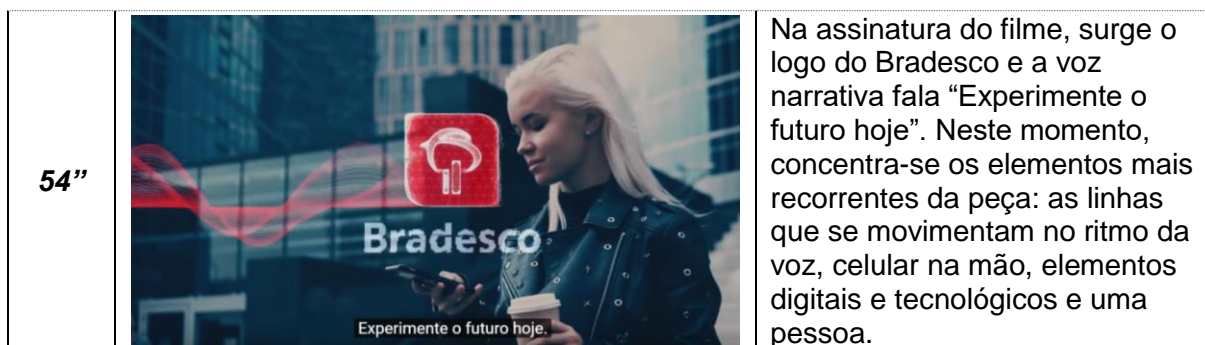 54”
Bradesco
Experimente o futuro hoje.
Na assinatura do filme, surge o
logo do Bradesco e a voz
narrativa fala “Experimente o
futuro hoje”. Neste momento,
concentra-se os elementos mais
recorrentes da peça: as linhas
que se movimentam no ritmo da
voz, celular na mão, elementos
digitais e tecnológicos e uma
pessoa.